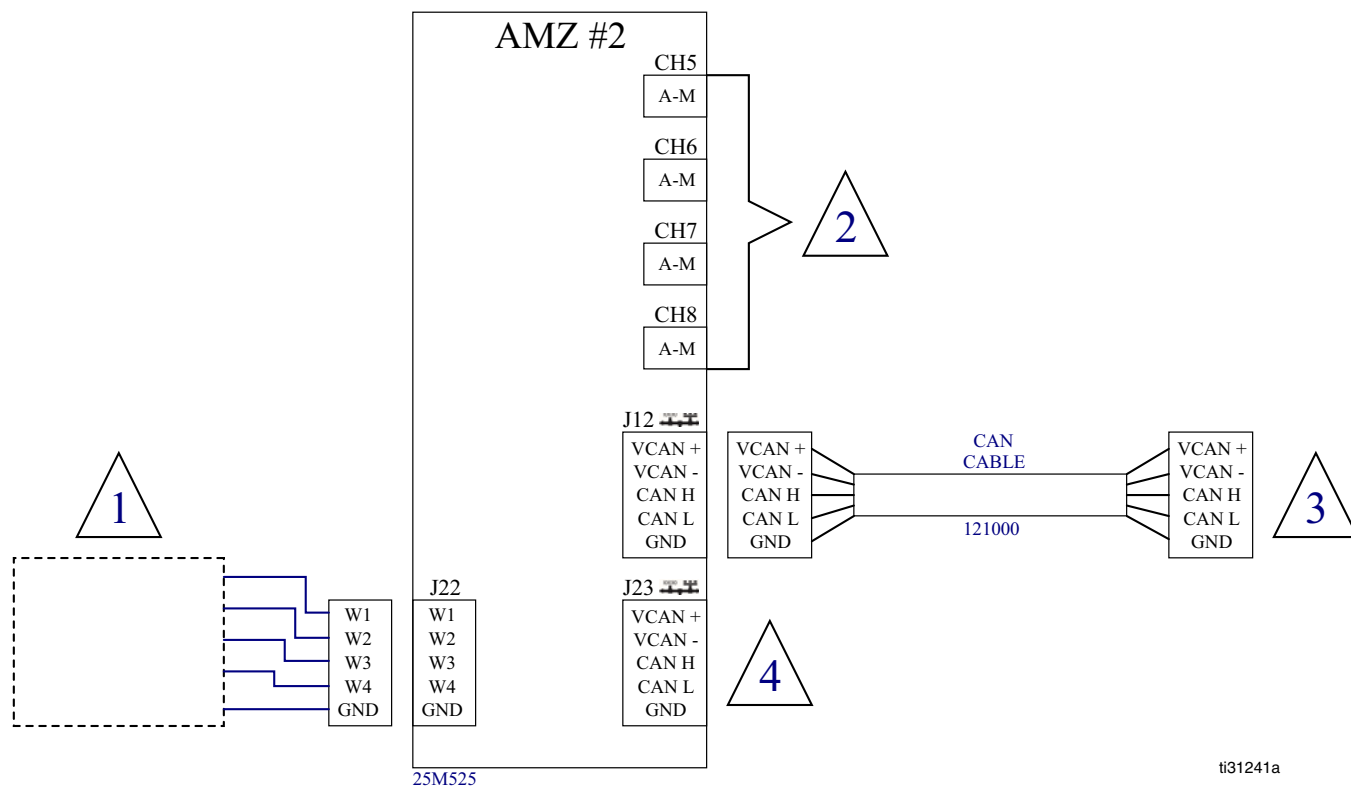 AMZ #2
CH5
A-M
CH6
A-M
CH7
A-M
CH8
A-M
2
J12
VCAN +
VCAN -
CAN H
CAN L
GND
VCAN +
VCAN -
CAN H
CAN L
GND
CAN
CABLE
121000
VCAN +
VCAN -
CAN H
CAN L
GND
3
1
W1
W2
W3
W4
GND
J22
W1
W2
W3
W4
GND
J23
VCAN +
VCAN -
CAN H
CAN L
GND
4
25M525
ti31241a